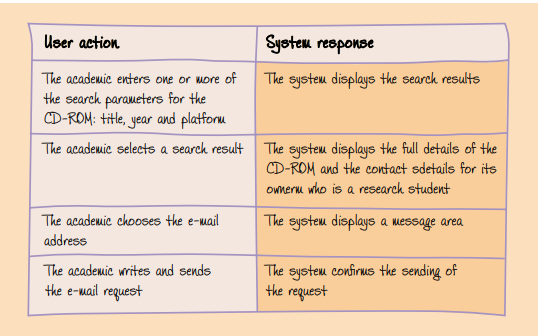 User action
System response
The academic enters one or more of
the search parameters for the
CD-ROM: title, year and platform
The system displays the search results
The academic selects a search result
The system displays the full details of the
CD-ROM and the contact sdetails for its
ownerm who is a research student
The academic chooses the e-mail
address
The system displays a message area
The academic writes and sends
the e-mail request
The system confirms the sending of
the request